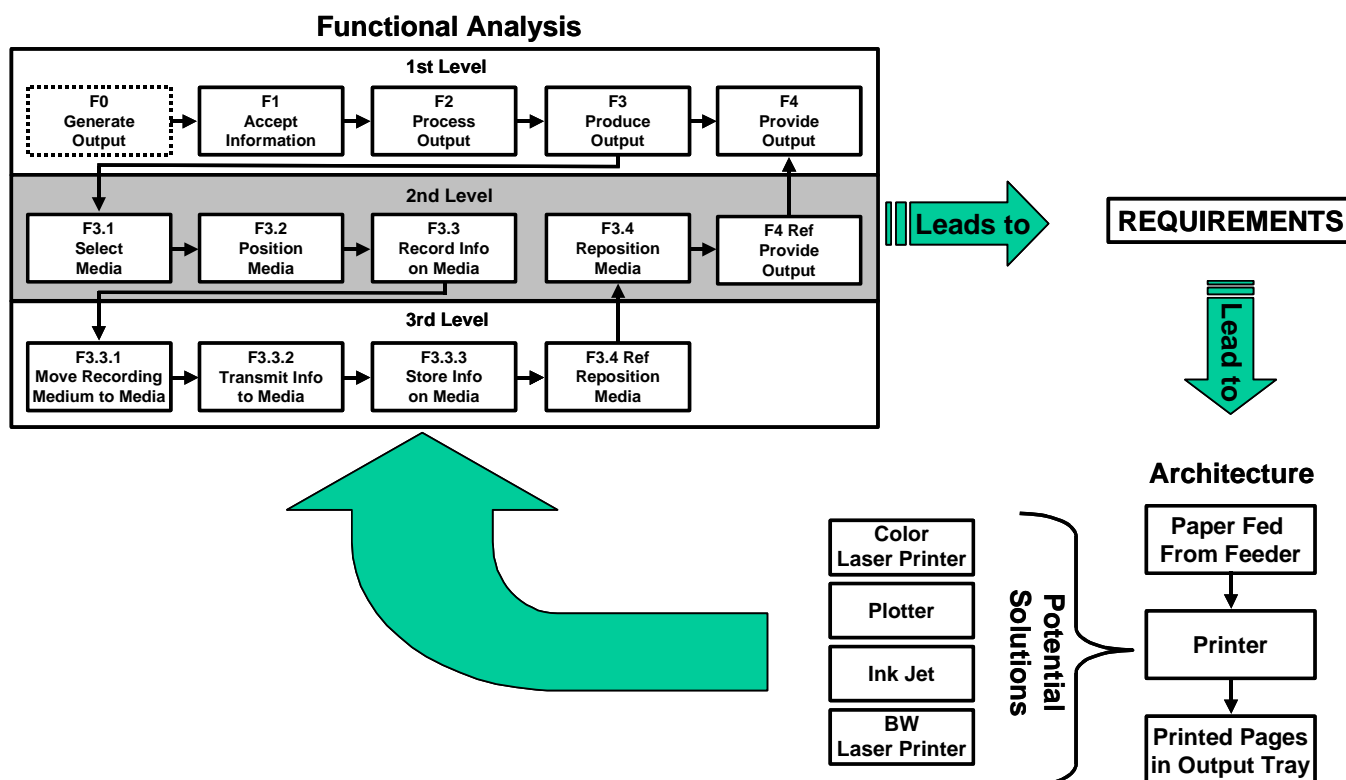 Functional Analysis
1st Level
F0
Generate
Output
F1
Accept
Information
F2
Process
Output
F3
Produce
Output
F4
Provide
Output
2nd Level
F3.1
Select
Media
F3.2
Position
Media
F3.3
Record Info
on Media
F3.4
Reposition
Media
F4 Ref
Provide
Output
3rd Level
F3.3.1
Move Recording
Medium to Media
F3.3.2
Transmit Info
to Media
F3.3.3
Store Info
on Media
F3.4 Ref
Reposition
Media
Leads to
REQUIREMENTS
Lead to
Architecture
Paper Fed
From Feeder
Printer
Printed Pages
in Output Tray
Potential
Solutions
Color
Laser Printer
Plotter
Ink Jet
BW
Laser Printer